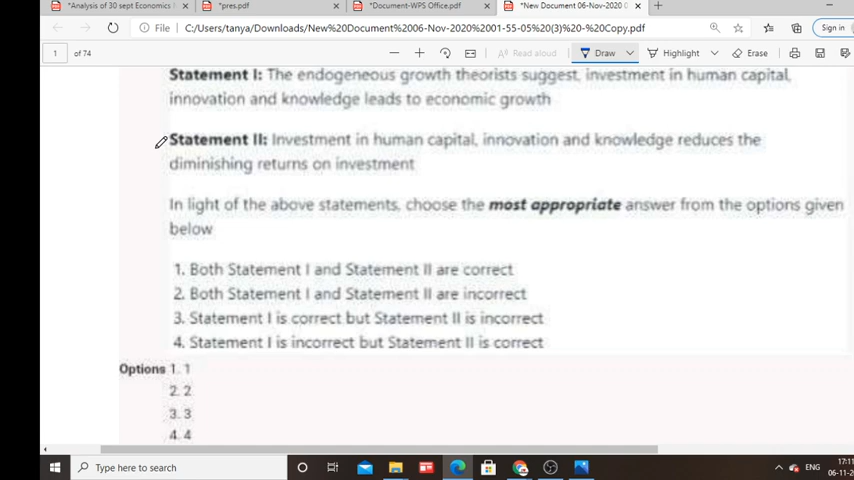 *Analysis of 30 sept Economics I
*pres.pdf
*Document-WPS Office.pdf
*New Document 06-Nov-2020 0
File
C:/Users/tanya/Downloads/New%20Document%2006-Nov-2020%2001-55-05%20(3)%20-%20Copy.pdf
Sign in
1 of 74
Read aloud
Draw
Highlight
Erase
Statement I: The endogeneous growth theorists suggest, investment in human capital,
innovation and knowledge leads to economic growth
Statement II: Investment in human capital, innovation and knowledge reduces the
diminishing returns on investment
In light of the above statements, choose the most appropriate answer from the options given
below
1. Both Statement I and Statement II are correct
2. Both Statement I and Statement II are incorrect
3. Statement I is correct but Statement II is incorrect
4. Statement I is incorrect but Statement II is correct
Options 1. 1
2. 2
3. 3
4. 4
Type here to search
ENG
17:11
06-11-2